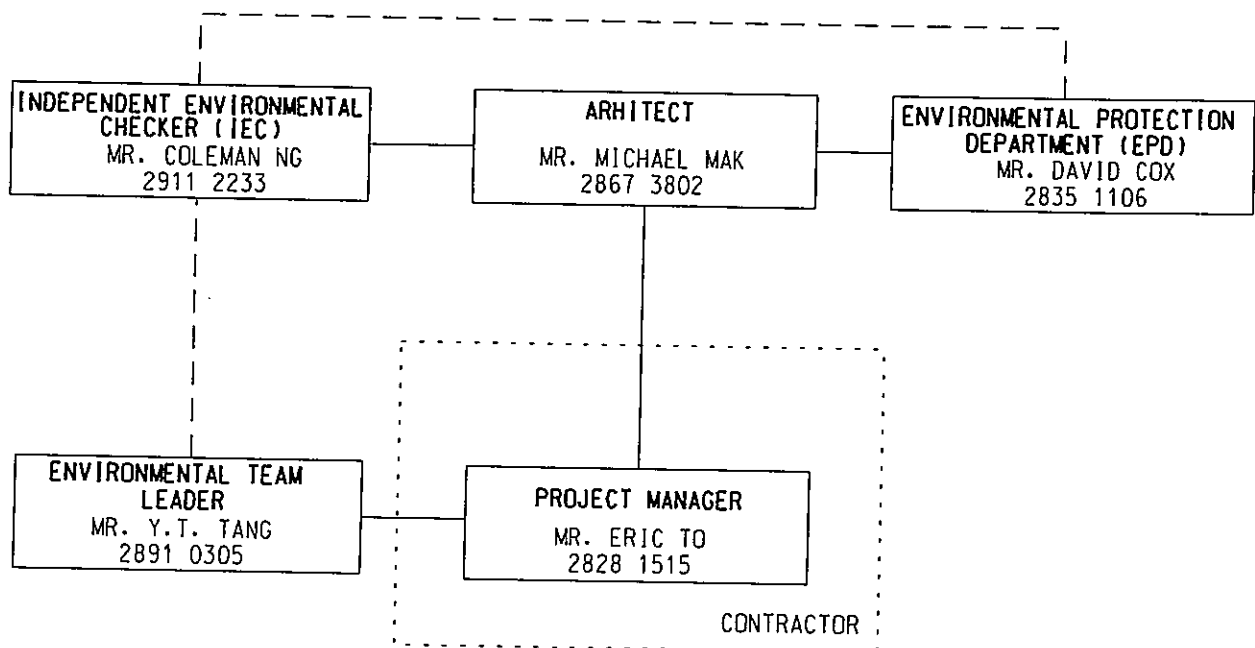 INDEPENDENT ENVIRONMENTAL
CHECKER (IEC)
MR. COLEMAN NG
2911 2233
ARHITECT
MR. MICHAEL MAK
2867 3802
ENVIRONMENTAL PROTECTION
DEPARTMENT (EPD)
MR. DAVID COX
2835 1106
ENVIRONMENTAL TEAM
LEADER
MR. Y.T. TANG
2891 0305
PROJECT MANAGER
MR. ERIC TO
2828 1515
CONTRACTOR